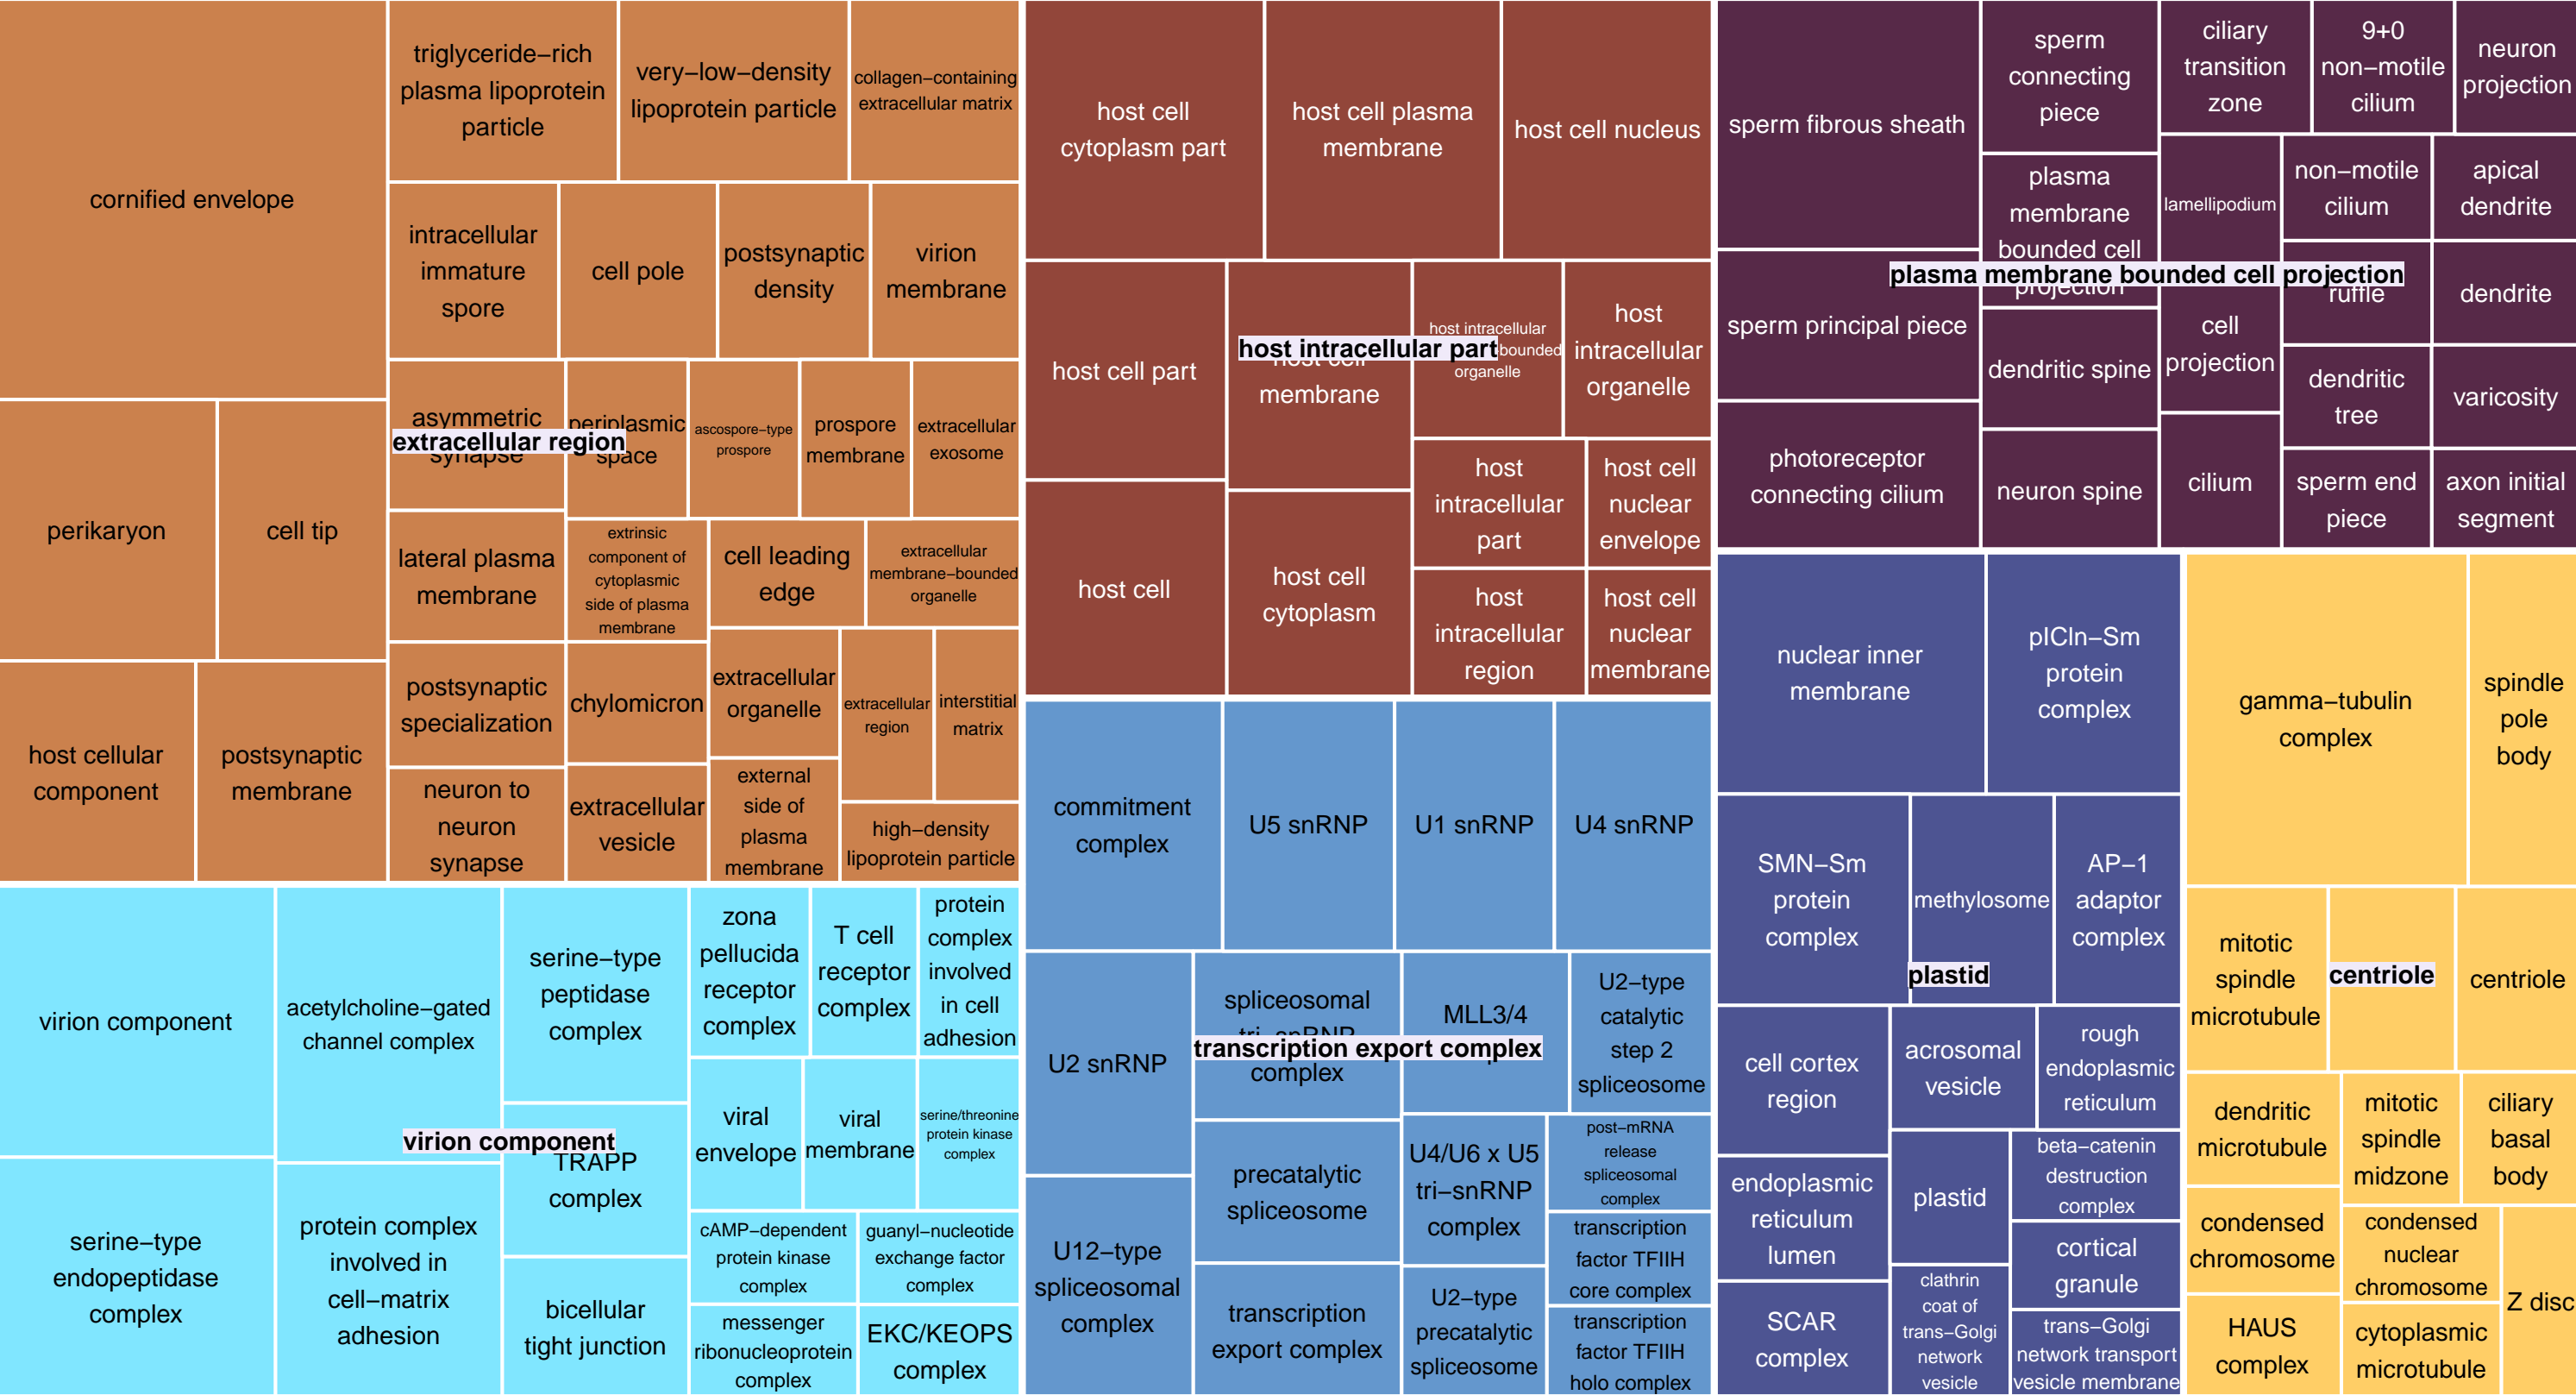 cornified envelope
triglyceride−rich
plasma lipoprotein
particle
very−low−density
lipoprotein particle
collagen−containing
extracellular matrix
intracellular
immature
spore
cell pole
postsynaptic
density
virion
membrane
perikaryon
cell tip
asymmetric
synapse
periplasmic
space
ascospore−type
prospore
prospore
membrane
extracellular
exosome
extracellular region
lateral plasma
membrane
extrinsic
component of
cytoplasmic
side of plasma
membrane
cell leading
edge
extracellular
membrane−bounded
organelle
host cellular
component
postsynaptic
membrane
postsynaptic
specialization
chylomicron
extracellular
organelle
extracellular
region
interstitial
matrix
neuron to
neuron
synapse
extracellular
vesicle
external
side of
plasma
membrane
high−density
lipoprotein particle
host cell
cytoplasm part
host cell plasma
membrane
host cell nucleus
host cell part
host cell
membrane
host intracellular
bounded
organelle
host
intracellular
organelle
host intracellular part
host cell
host cell
cytoplasm
host
intracellular
part
host cell
nuclear
envelope
host
intracellular
region
host cell
nuclear
membrane
sperm fibrous sheath
sperm
connecting
piece
ciliary
transition
zone
9+0
non−motile
cilium
neuron
projection
plasma
membrane
bounded cell
projection
lamellipodium
non−motile
cilium
apical
dendrite
plasma membrane bounded cell projection
sperm principal piece
dendritic spine
cell
projection
ruffle
dendrite
dendritic
tree
varicosity
photoreceptor
connecting cilium
neuron spine
cilium
sperm end
piece
axon initial
segment
virion component
acetylcholine−gated
channel complex
serine−type
peptidase
complex
zona
pellucida
receptor
complex
T cell
receptor
complex
protein
complex
involved
in cell
adhesion
virion component
TRAPP
complex
viral
envelope
viral
membrane
serine/threonine
protein kinase
complex
serine−type
endopeptidase
complex
protein complex
involved in
cell−matrix
adhesion
bicellular
tight junction
cAMP−dependent
protein kinase
complex
guanyl−nucleotide
exchange factor
complex
messenger
ribonucleoprotein
complex
EKC/KEOPS
complex
commitment
complex
U5 snRNP
U1 snRNP
U4 snRNP
U2 snRNP
spliceosomal
tri−snRNP
complex
MLL3/4
U2−type
catalytic
step 2
spliceosome
transcription export complex
U12−type
spliceosomal
complex
precatalytic
spliceosome
U4/U6 x U5
tri−snRNP
complex
post−mRNA
release
spliceosomal
complex
transcription
export complex
U2−type
precatalytic
spliceosome
transcription
factor TFIIH
core complex
transcription
factor TFIIH
holo complex
nuclear inner
membrane
pICln−Sm
protein
complex
SMN−Sm
protein
complex
methylosome
AP−1
adaptor
complex
plastid
cell cortex
region
acrosomal
vesicle
rough
endoplasmic
reticulum
endoplasmic
reticulum
lumen
plastid
beta−catenin
destruction
complex
cortical
granule
SCAR
complex
clathrin
coat of
trans−Golgi
network
vesicle
trans−Golgi
network transport
vesicle membrane
gamma−tubulin
complex
spindle
pole
body
mitotic
spindle
microtubule
centriole
centriole
dendritic
microtubule
mitotic
spindle
midzone
ciliary
basal
body
condensed
chromosome
condensed
nuclear
chromosome
Z disc
HAUS
complex
cytoplasmic
microtubule